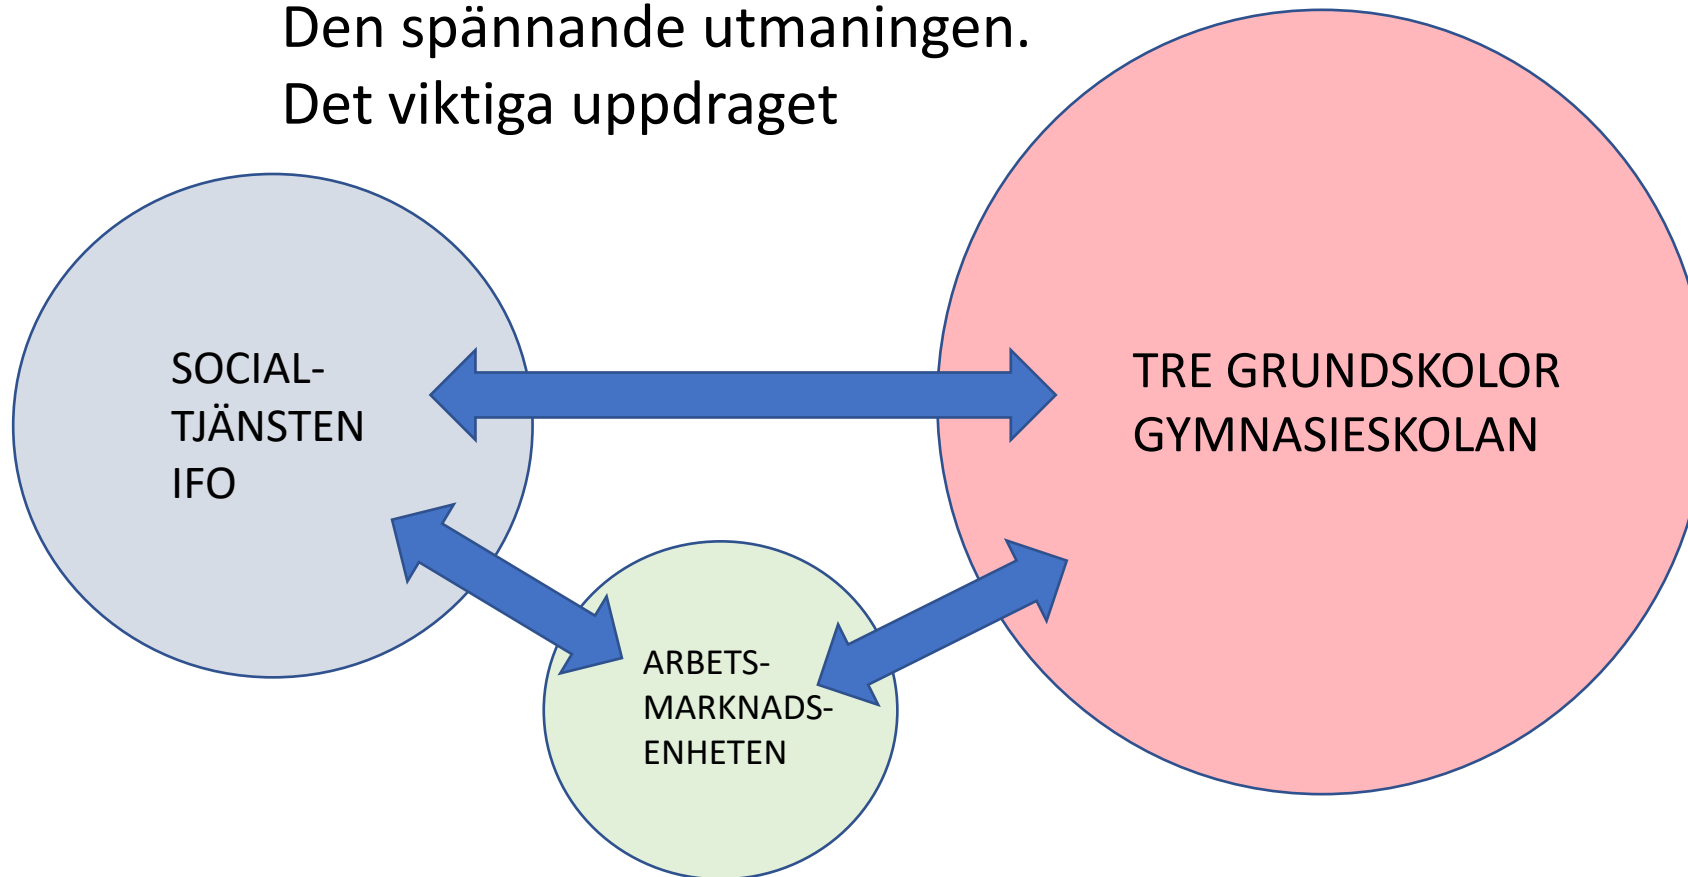 Den spännande utmaningen.
Det viktiga uppdraget
SOCIAL-
TJÄNSTEN
IFO
TRE GRUNDSKOLOR
GYMNASIESKOLAN
ARBETS-
MARKNADS-
ENHETEN